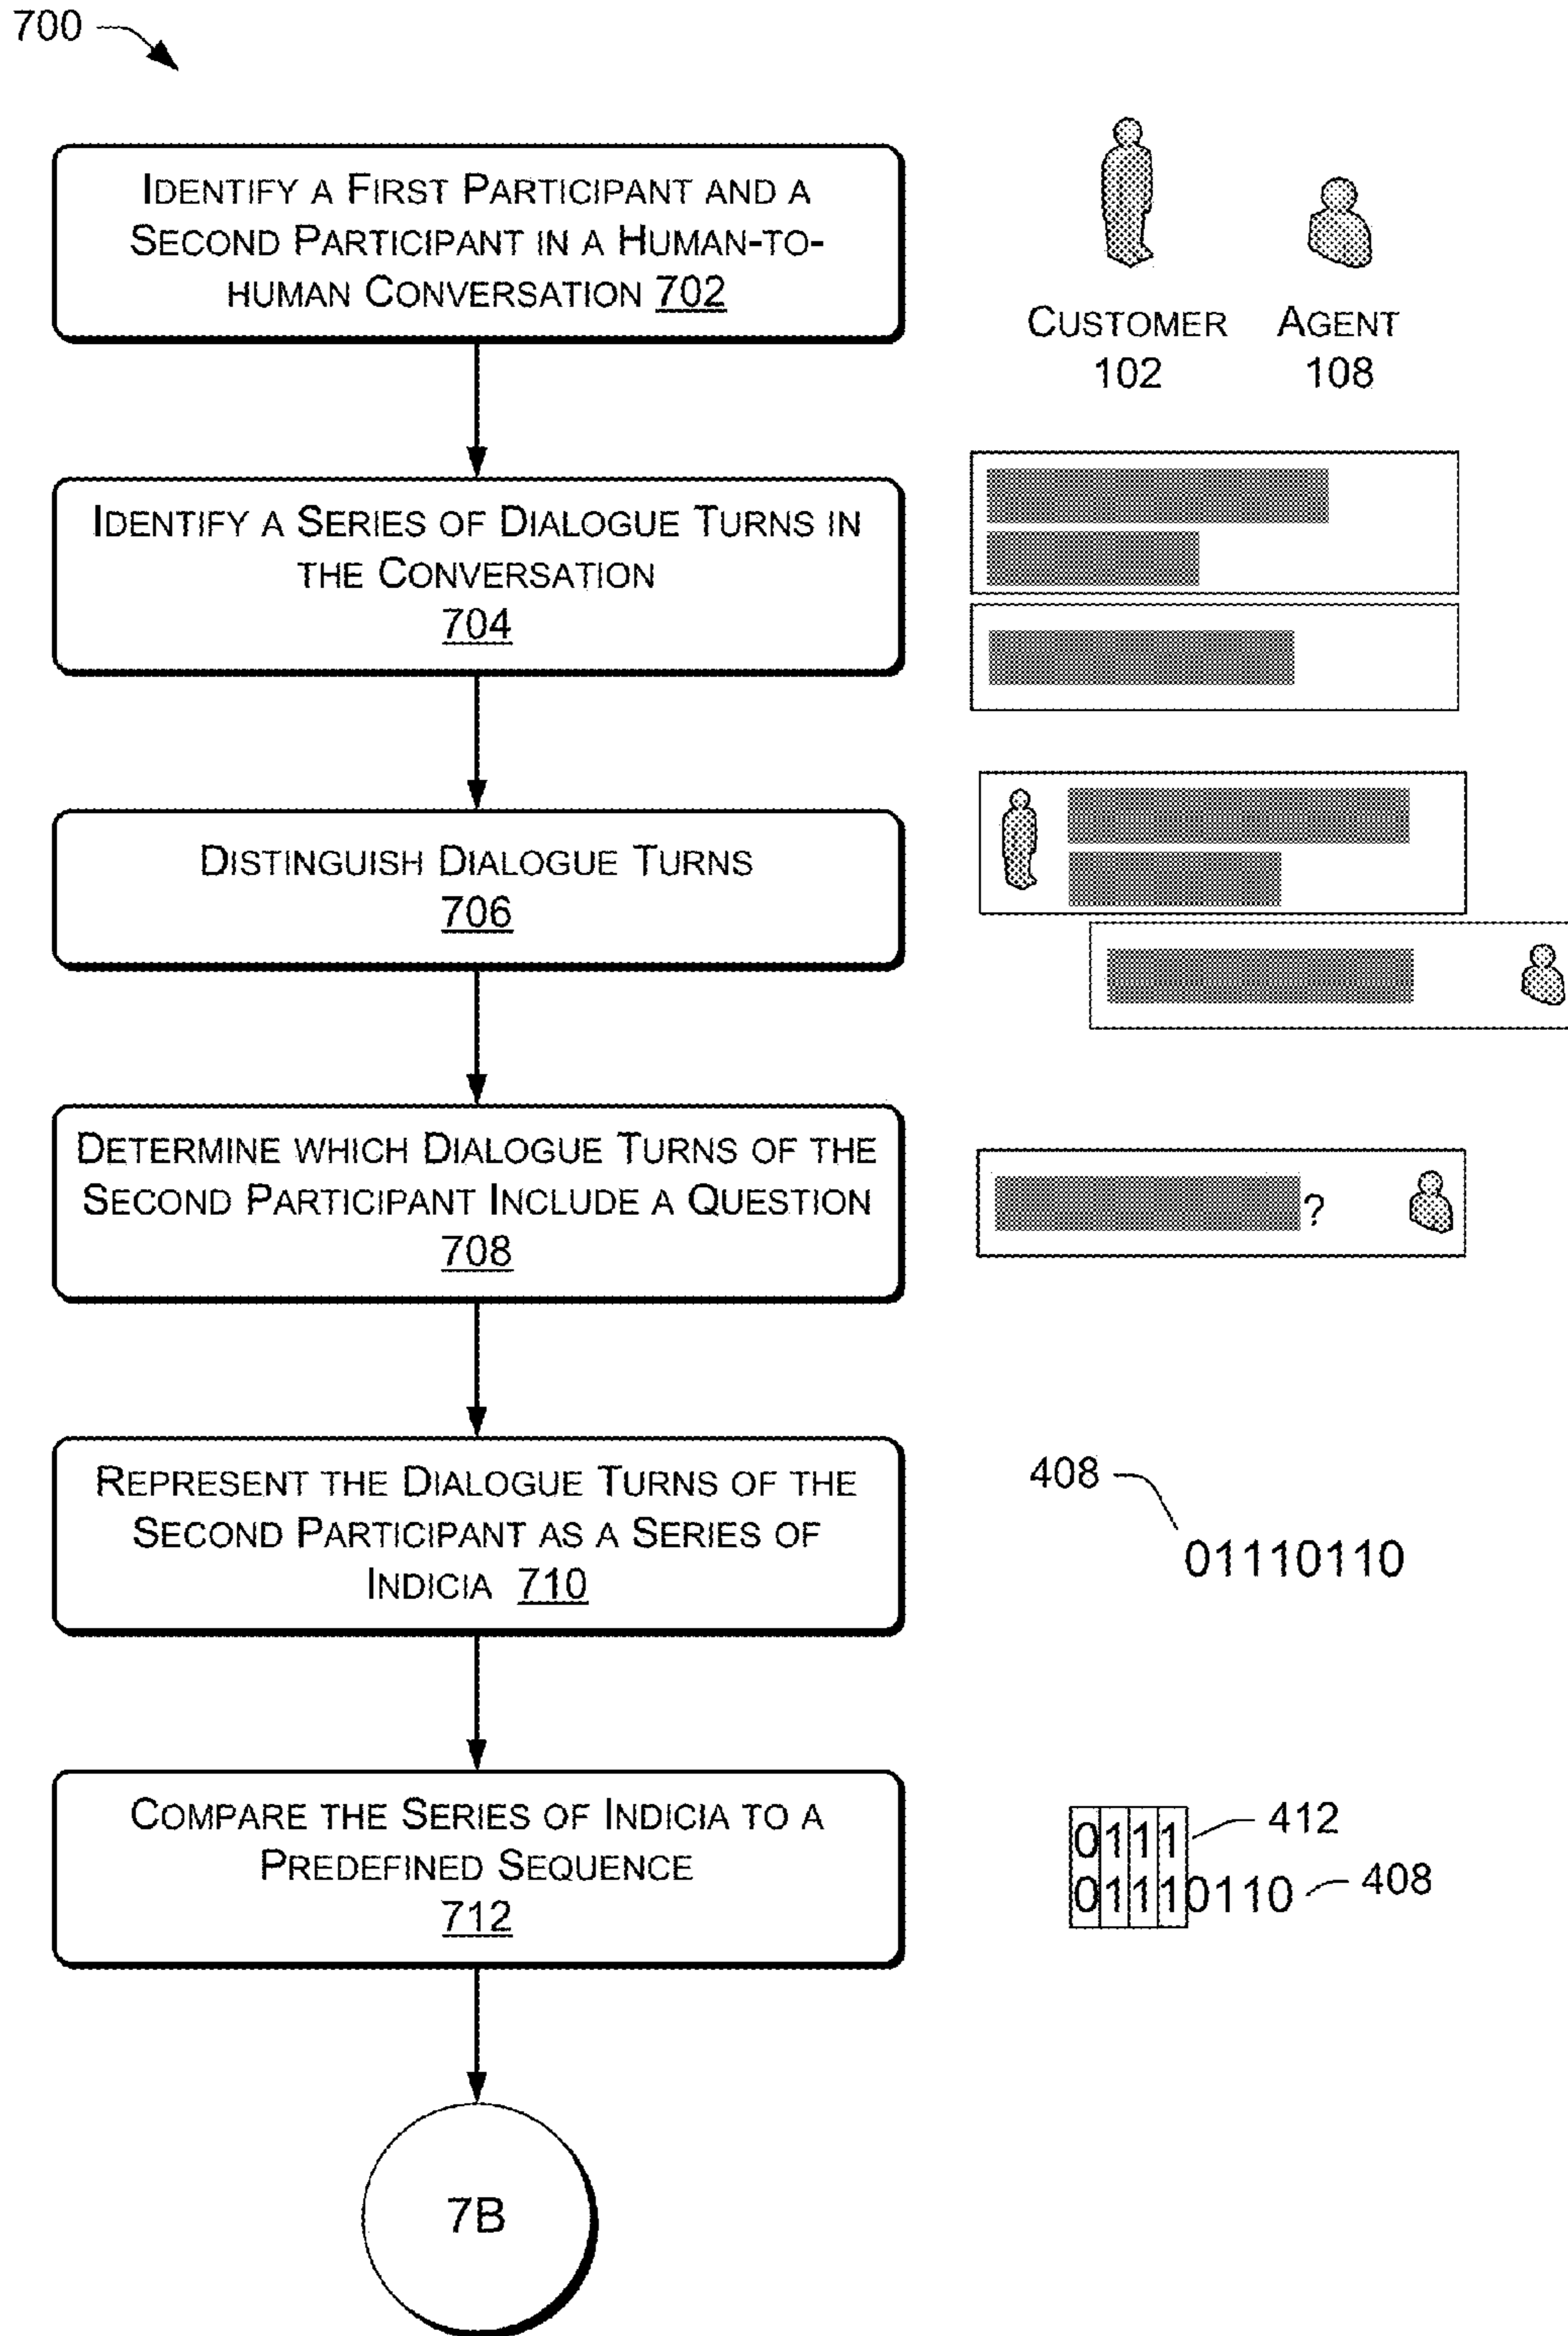 700
IDENTIFY A FIRST PARTICIPANT AND A
SECOND PARTICIPANT IN A HUMAN-TO-
HUMAN CONVERSATION 702
CUSTOMER
102
AGENT
108
IDENTIFY A SERIES OF DIALOGUE TURNS IN
THE CONVERSATION
704
DISTINGUISH DIALOGUE TURNS
706
DETERMINE WHICH DIALOGUE TURNS OF THE
SECOND PARTICIPANT INCLUDE A QUESTION
708
?
REPRESENT THE DIALOGUE TURNS OF THE
SECOND PARTICIPANT AS A SERIES OF
INDICIA 710
408
01110110
COMPARE THE SERIES OF INDICIA TO A
PREDEFINED SEQUENCE
712
0111
412
01110110
408
7B